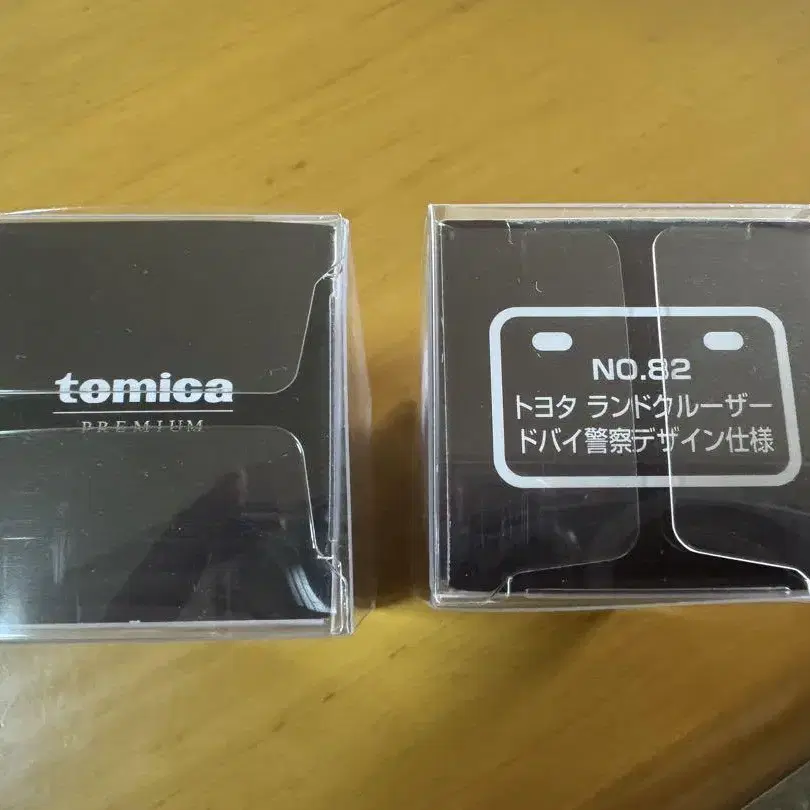 tomica
PREMIUM
NO.82
トヨタ ランドクルーザー
ドバイ警察デザイン仕様